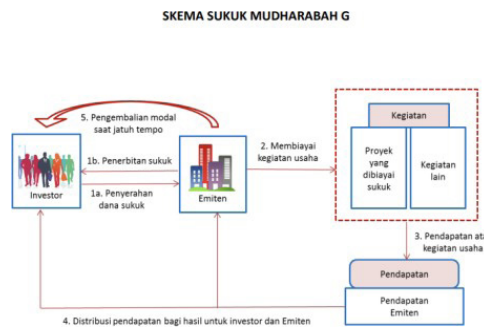 SKEMA SUKUK MUDHARABAH G
5. Pengembalian modal
saat jatuh tempo
Kegiatan
1b. Penerbitan sukuk
2. Membiayai
kegiatan usaha
Proyek
yang
dibiayai
sukuk
Kegiatan
lain
Investor
1a. Penyerahan
dana sukuk
Emiten
3. Pendapatan ata
kegiatan usaha
Pendapatan
Pendapatan
Emiten
4. Distribusi pendapatan bagi hasil untuk investor dan Emiten